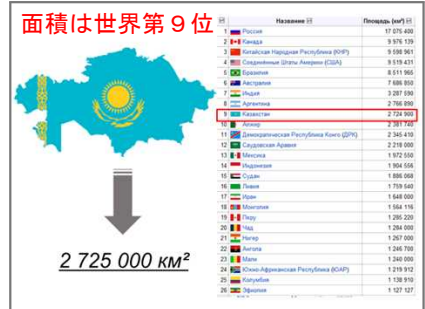 面積は世界第９位
2 725 000 км²
Название
Площадь (км²)
1 Россия 17 075 400
2 Канада 9 976 139
3 Китайская Народная Республика (КНР) 9 598 961
4 Соединённые Штаты Америки (США) 9 519 431
5 Бразилия 8 511 965
6 Австралия 7 686 850
7 Индия 3 287 590
8 Аргентина 2 766 890
9 Казахстан 2 724 900
10 Алжир 2 381 740
11 Демократическая Республика Конго (ДРК) 2 345 410
12 Саудовская Аравия 2 218 000
13 Мексика 1 972 550
14 Индонезия 1 904 556
15 Судан 1 886 068
16 Ливия 1 759 540
17 Иран 1 648 000
18 Монголия 1 564 116
19 Перу 1 285 220
20 Чад 1 284 000
21 Нигер 1 267 000
22 Ангола 1 246 700
23 Мали 1 240 000
24 Южно-Африканская Республика (ЮАР) 1 219 912
25 Колумбия 1 138 910
26 Эфиопия 1 127 127